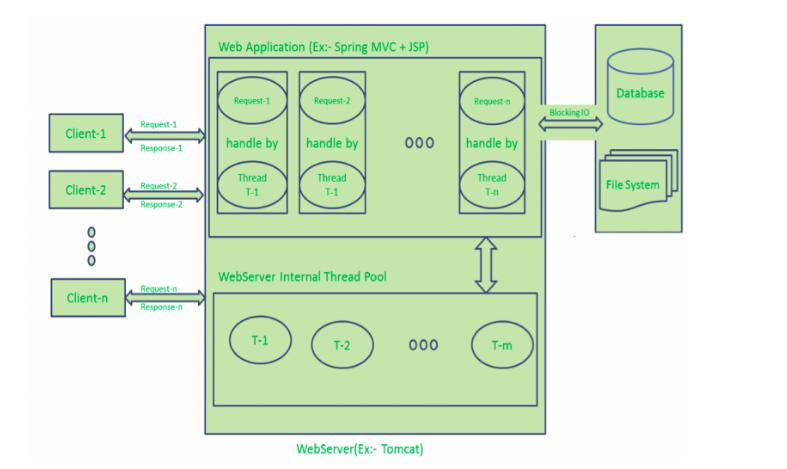 Web Application (Ex:- Spring MVC + JSP)
Request-1
handle by
Thread
T-1
Request-2
handle by
Thread
T-1
ooo
Request-n
handle by
Thread
T-n
Blocking IO
Database
File System
Client-1
Request-1
Response-1
Client-2
Request-2
Response-2
Client-n
Request-n
Response-n
WebServer Internal Thread Pool
T-1
T-2
ooo
T-m
WebServer(Ex:- Tomcat)